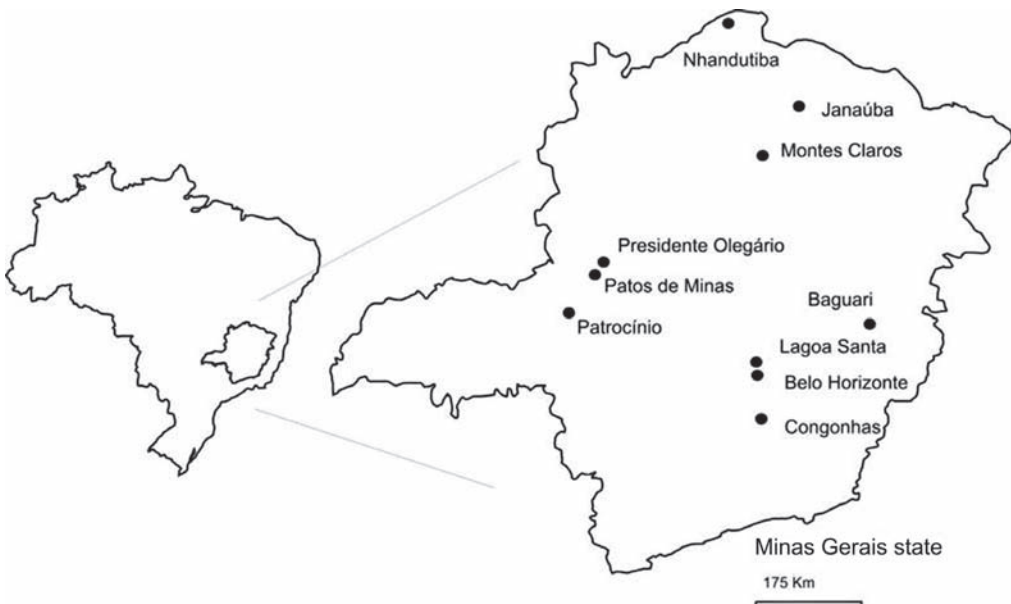 Nhandutiba
Janaúba
Montes Claros
Presidente Olegário
Patos de Minas
Baguari
Patrocínio
Lagoa Santa
Belo Horizonte
Congonhas
Minas Gerais state
175 Km